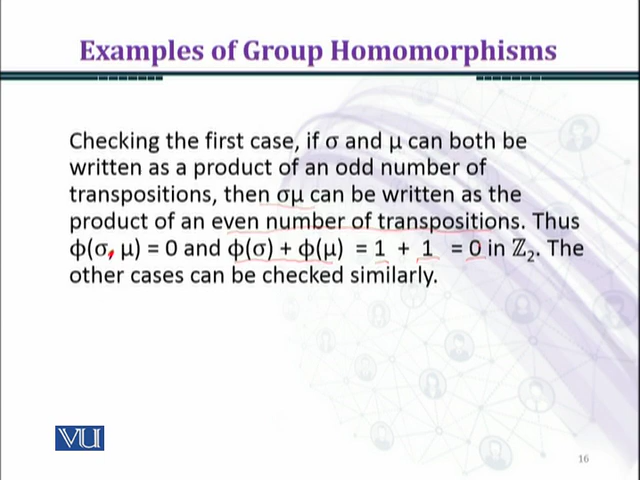 Examples of Group Homomorphisms
Checking the first case, if σ and μ can both be
written as a product of an odd number of
transpositions, then σμ can be written as the
product of an even number of transpositions. Thus
ϕ(σ, μ) = 0 and ϕ(σ) + ϕ(μ) = 1 + 1 = 0 in ℤ₂. The
other cases can be checked similarly.
VU
16